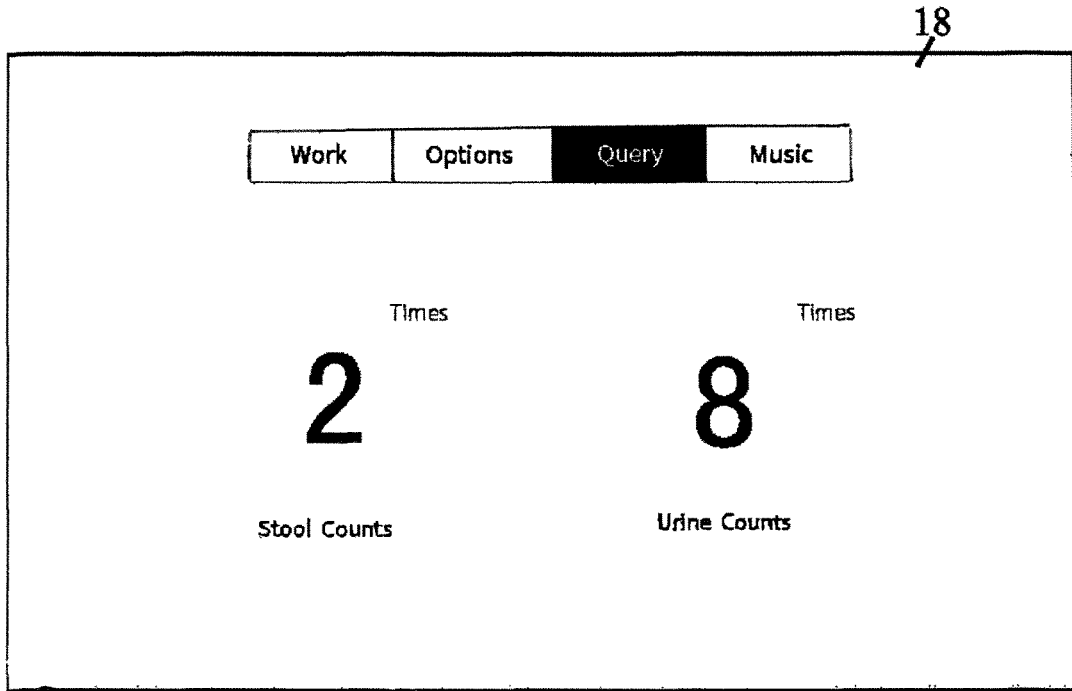 18
Work Options Query Music
Times Times
2 8
Stool Counts Urine Counts